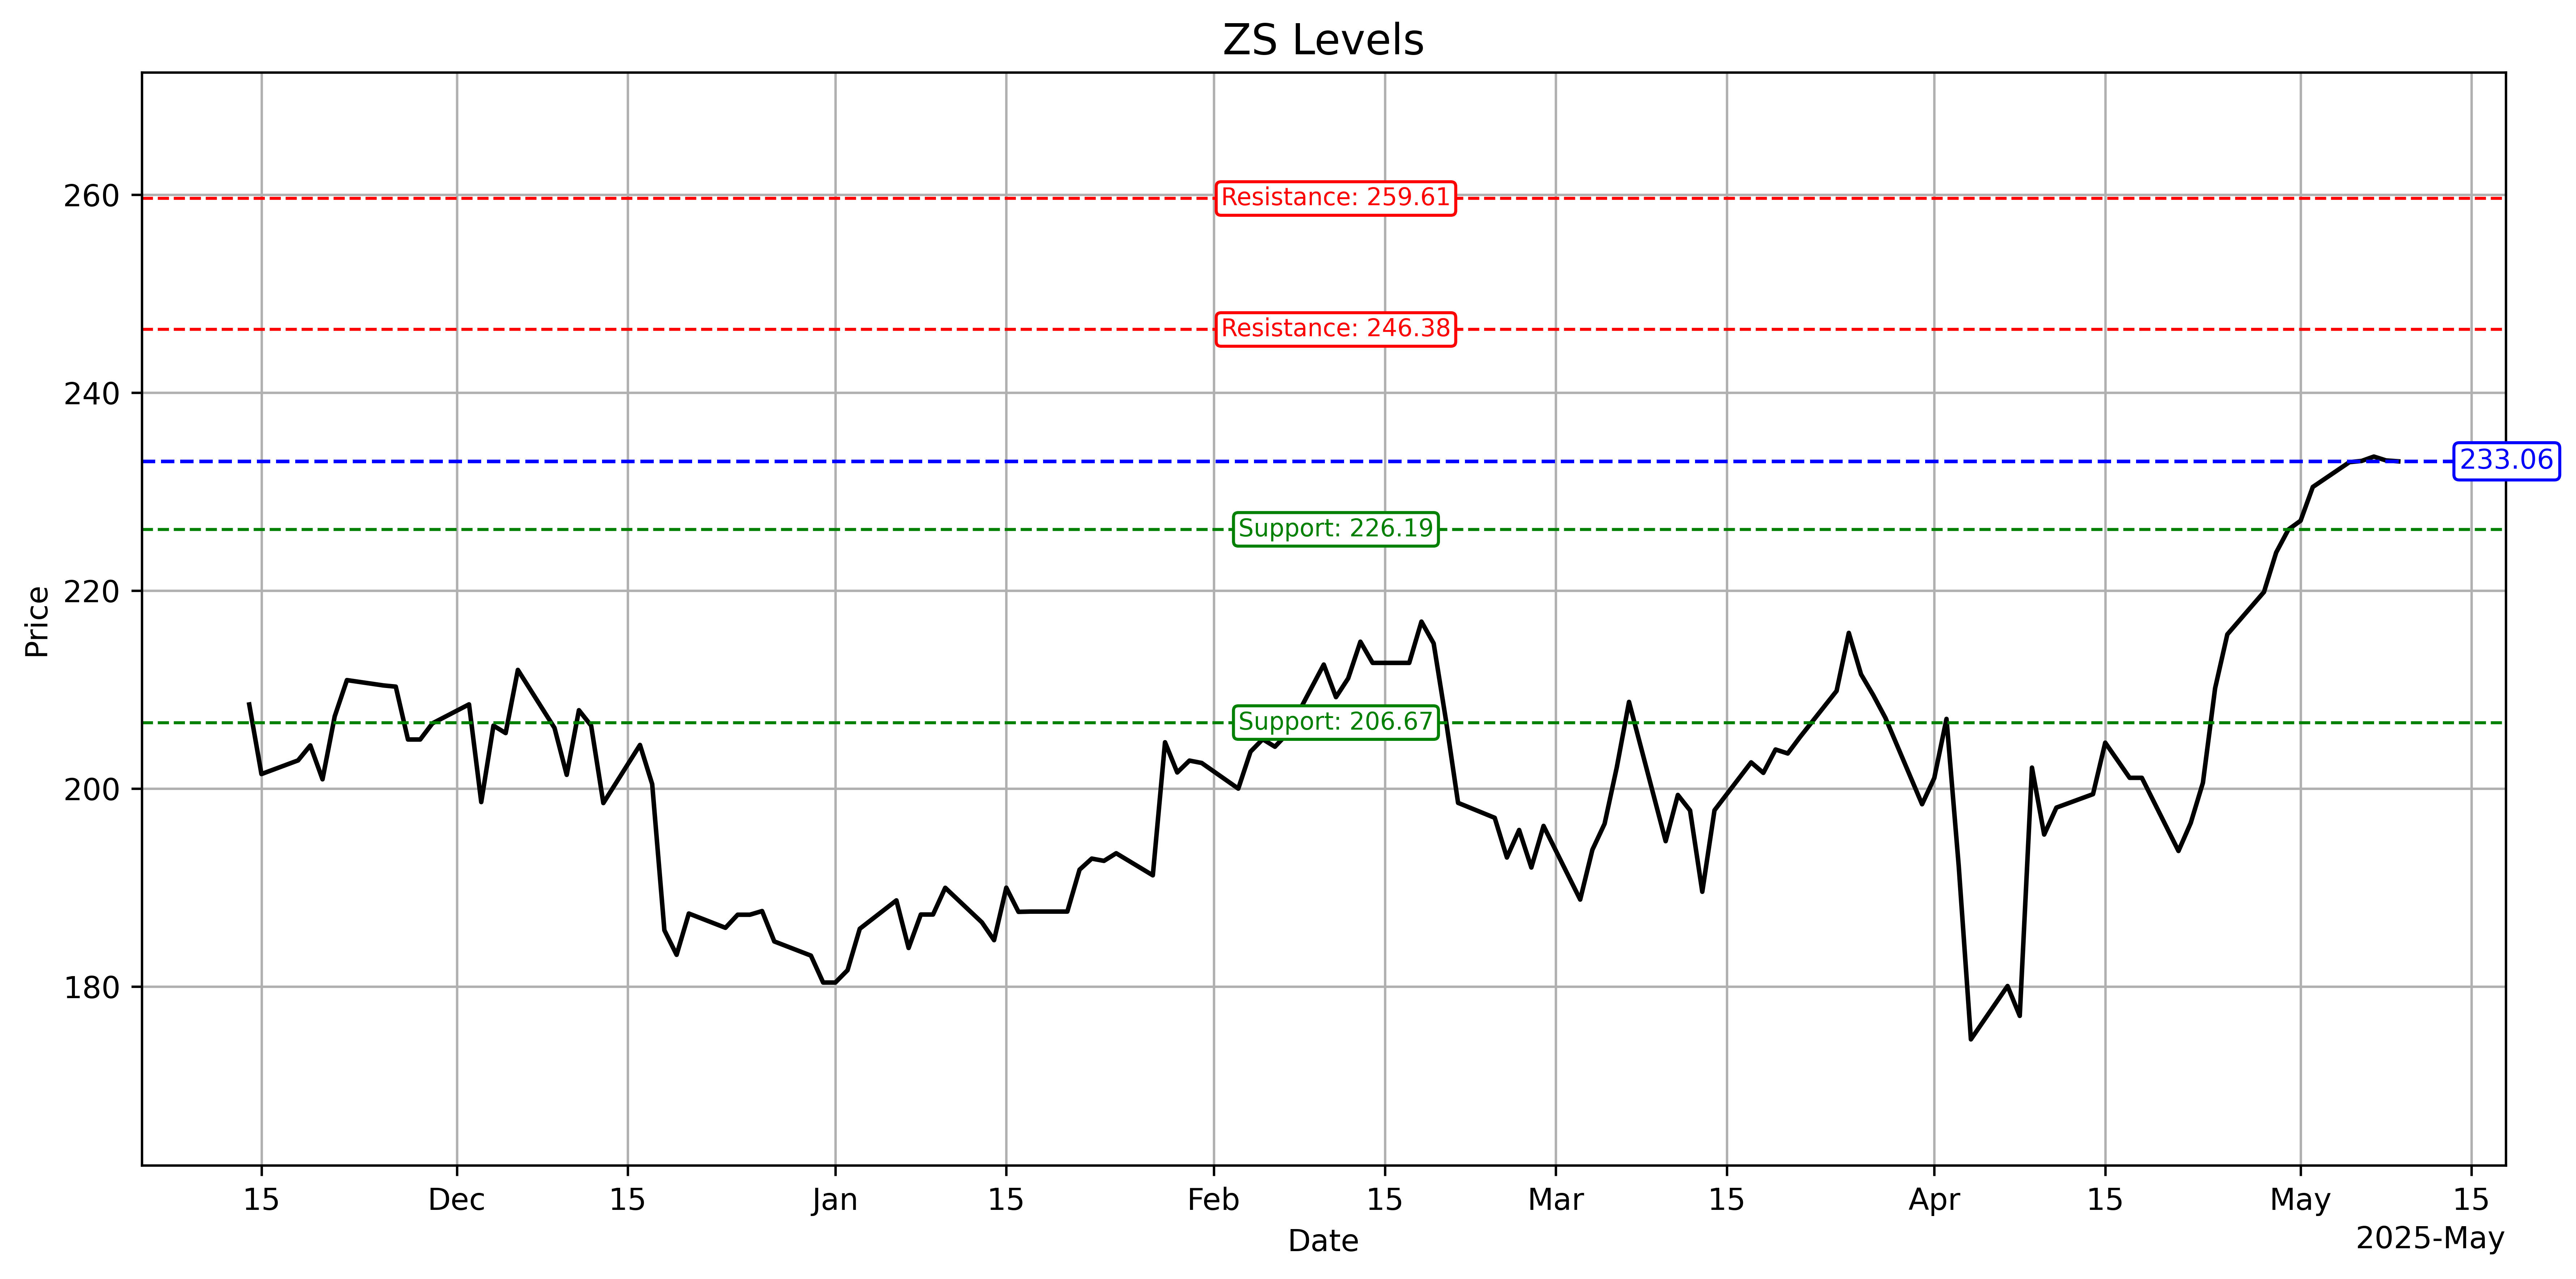 ZS Levels
260
240
220
200
180
Price
Resistance: 259.61
Resistance: 246.38
233.06
Support: 226.19
Support: 206.67
15
Dec
15
Jan
15
Feb
15
Mar
15
Apr
15
May
15
Date
2025-May